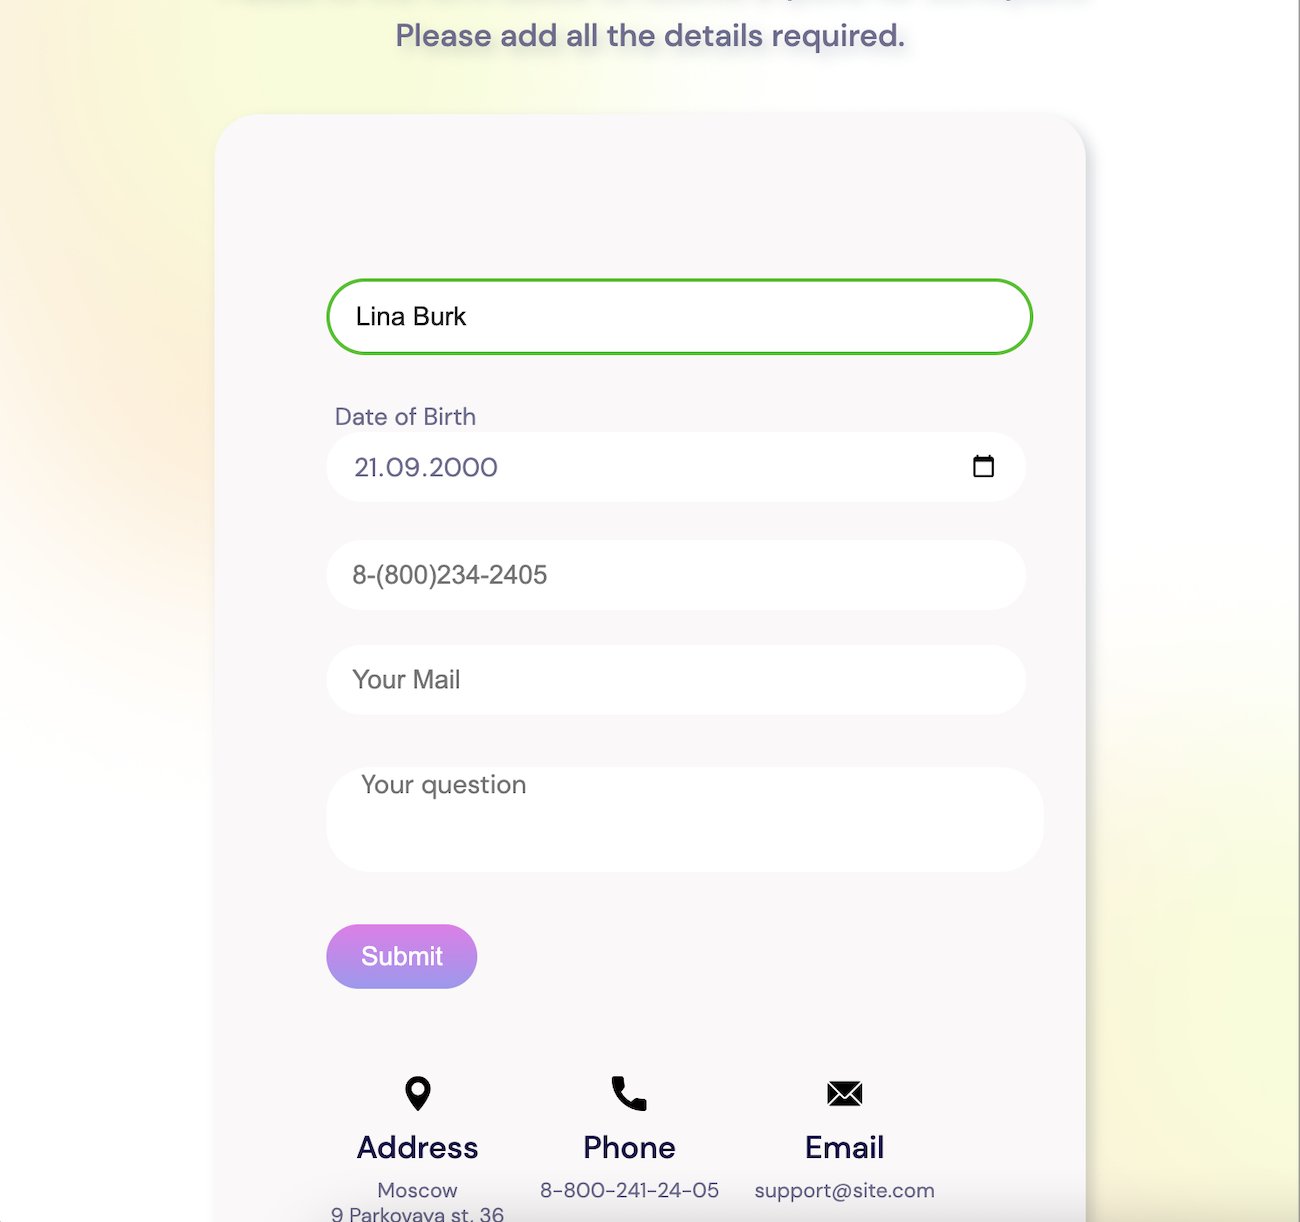 Please add all the details required.
Lina Burk
Date of Birth
21.09.2000
8-(800)234-2405
Your Mail
Your question
Submit
Address
Phone
Email
Moscow
8-800-241-24-05
support@site.com
9 Parkovaya st. 36